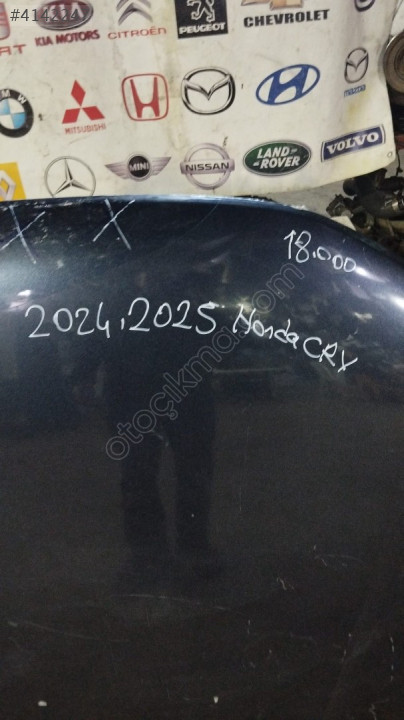 #414224
KIA MOTORS
CITROËN
PEUGEOT
CHEVROLET
MITSUBISHI
mazda
MINI
NISSAN
LAND ROVER
VOLVO
X X
18.000
2024,2025 Honda CRV
otoçıkma.com